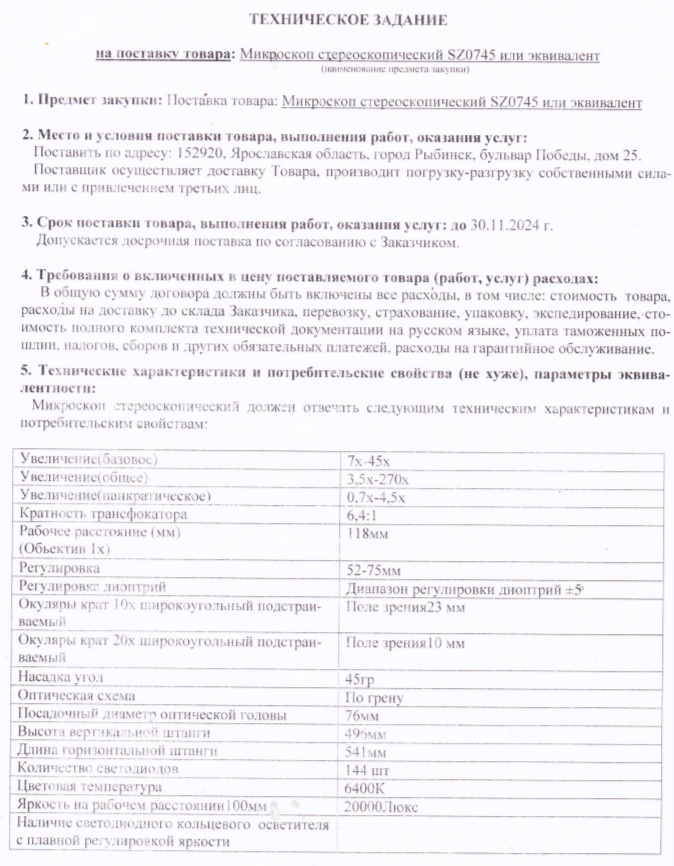 ТЕХНИЧЕСКОЕ ЗАДАНИЕ
на поставку товара: Микроскоп стереоскопический SZ0745 или эквивалент
(наименование предмета закупки)
1. Предмет закупки: Поставка товара: Микроскоп стереоскопический SZ0745 или эквивалент
2. Место и условия поставки товара, выполнения работ, оказания услуг:
Поставить по адресу: 152920, Ярославская область, город Рыбинск, бульвар Победы, дом 25.
Поставщик осуществляет доставку Товара, производит погрузку-разгрузку собственными сила-
ми или с привлечением третьих лиц.
3. Срок поставки товара, выполнения работ, оказания услуг: до 30.11.2024 г.
Допускается досрочная поставка по согласованию с Заказчиком.
4. Требования о включенных в цену поставляемого товара (работ, услуг) расходах:
В общую сумму договора должны быть включены все расходы, в том числе: стоимость товара,
расходы на доставку до склада Заказчика, перевозку, страхование, упаковку, экспедирование, сто-
имость полного комплекта технической документации на русском языке, уплата таможенных по-
шлин, налогов, сборов и других обязательных платежей, расходы на гарантийное обслуживание.
5. Технические характеристики и потребительские свойства (не хуже), параметры эквива-
лентности:
Микроскоп стереоскопический должен отвечать следующим техническим характеристикам и
потребительским свойствам:
Увеличение(базовое) 7х-45х
Увеличение(общее) 3,5х-270х
Увеличение(панкратическое) 0,7х-4,5х
Кратность трансфокатора 6,4:1
Рабочее расстояние (мм) 118мм
(Обьектив 1х)
Регулировка 52-75мм
Регулировка диоптрий Диапазон регулировки диоптрий ±5°
Окуляры крат 10х широкоугольный подстраи- Поле зрения23 мм
ваемый
Окуляры крат 20х широкоугольный подстраи- Поле зрения10 мм
ваемый
Насадка угол 45гр
Оптическая схема По грену
Посадочный диаметр оптической головы 76мм
Высота вертикальной штанги 496мм
Длина горизонтальной штанги 541мм
Количество светодиодов 144 шт
Цветовая температура 6400К
Яркость на рабочем расстоянии100мм 20000Люкс
Наличие светодиодного кольцевого осветителя
с плавной регулировкой яркости